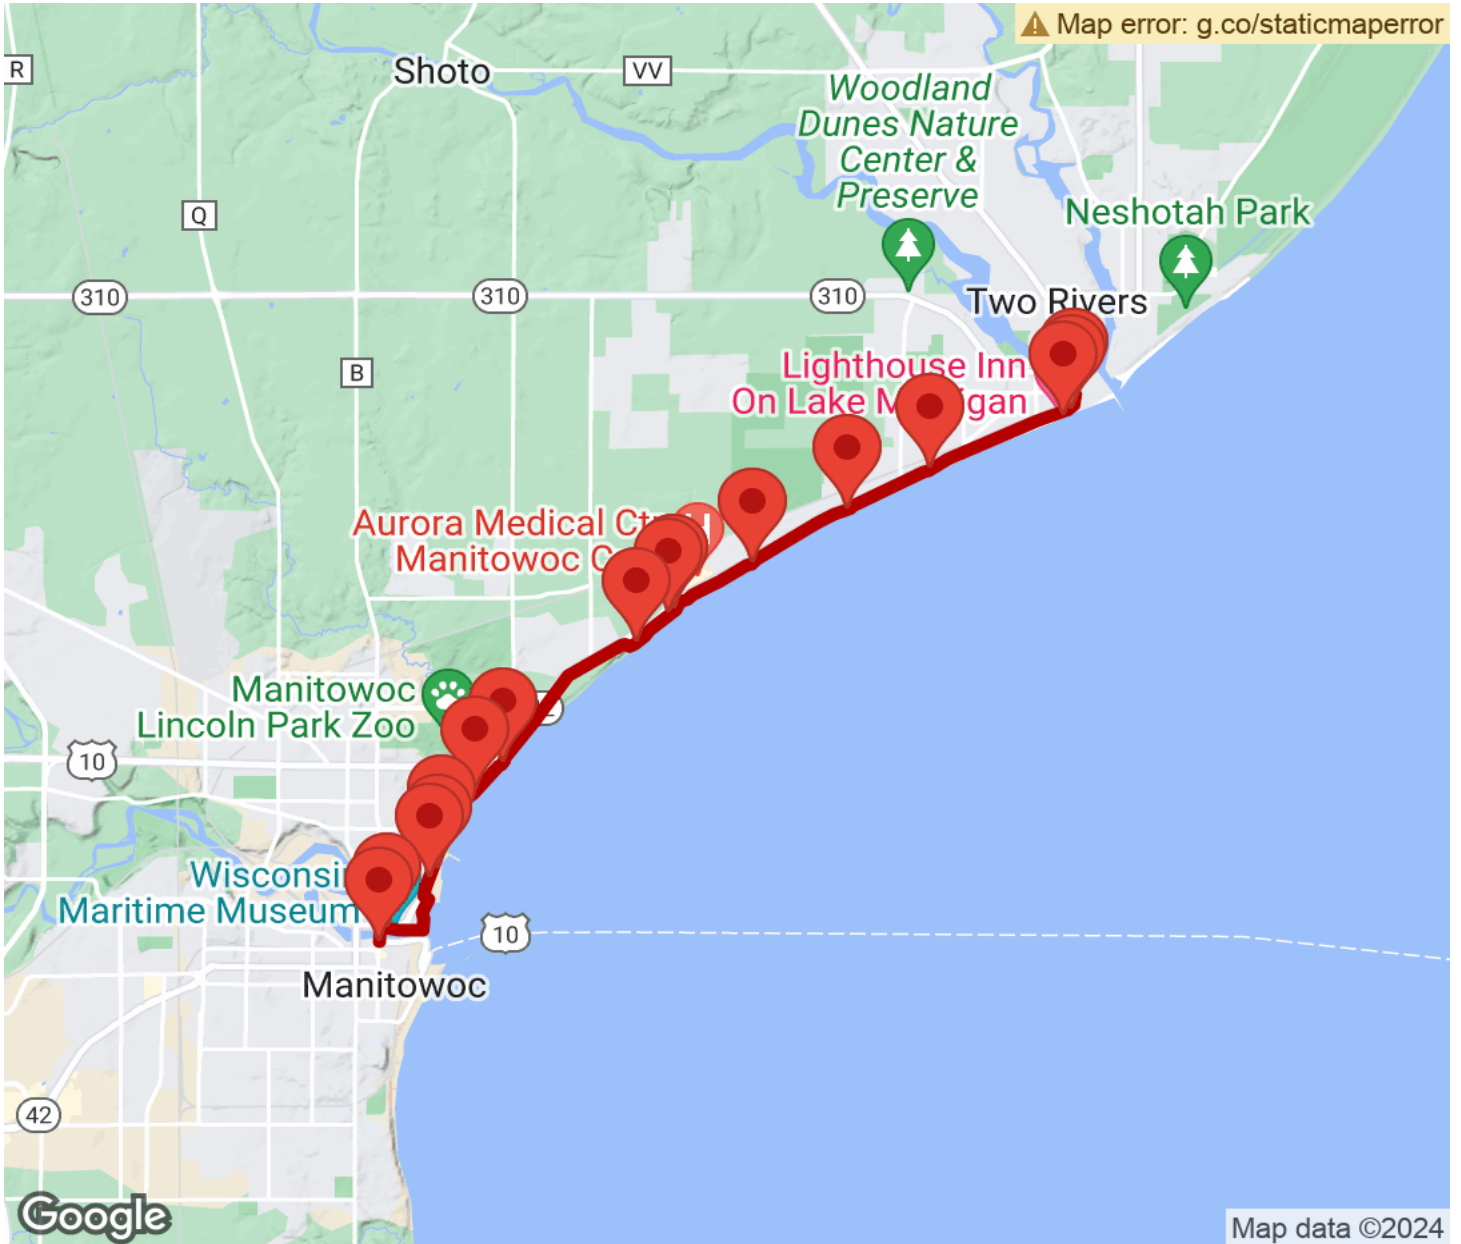 Map error: g.co/staticmaperror
R
Shoto
VV
Woodland
Dunes Nature
Center &
Preserve
Q
Neshotah Park
310
310
310
Two Rivers
B
Lighthouse Inn
On Lake M igan
Aurora Medical Ct
H
Manitowoc C
Manitowoc
Lincoln Park Zoo
10
Wisconsi
Maritime Museum
10
Manitowoc
42
Google
Map data ©2024